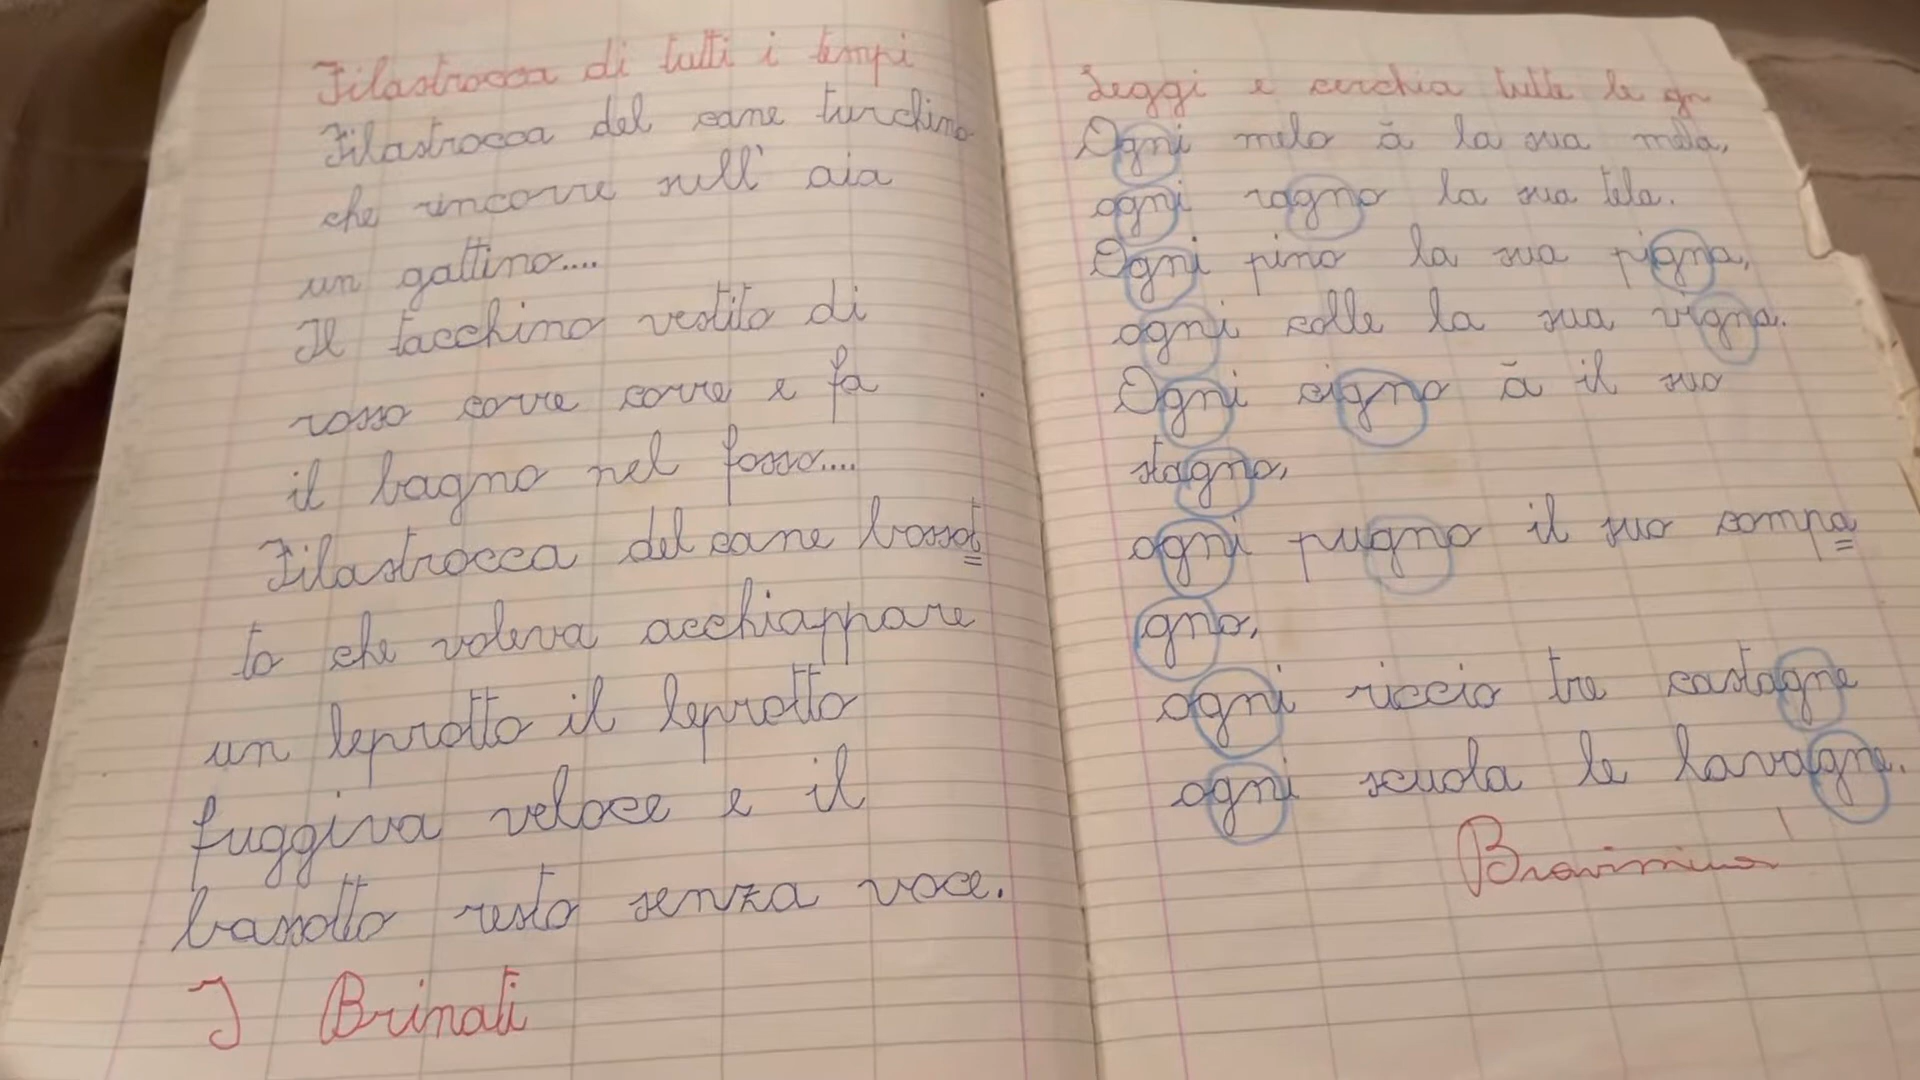 Filastrocca di tutti i tempi
Filastrocca del cane turchino
che rincorre sull' aia
un gattino....
Il tacchino vestito di
rosso corre corre e fa
il bagno nel fosso....
Filastrocca del cane bassot
to che voleva acchiappare
un leprotto il leprotto
fuggiva veloce e il
bassotto resto senza voce.
I Brinati
Leggi e cerchia tutte le gn
Ogni melo ā la sua mela,
ogni ragno la sua tela.
Ogni pino la sua pigna,
ogni colle la sua vigna.
Ogni cigno ā il suo
stagno,
ogni pugno il suo compa
gno,
ogni riccio tre castagne
ogni scuola le lavagne.
Bravissimo